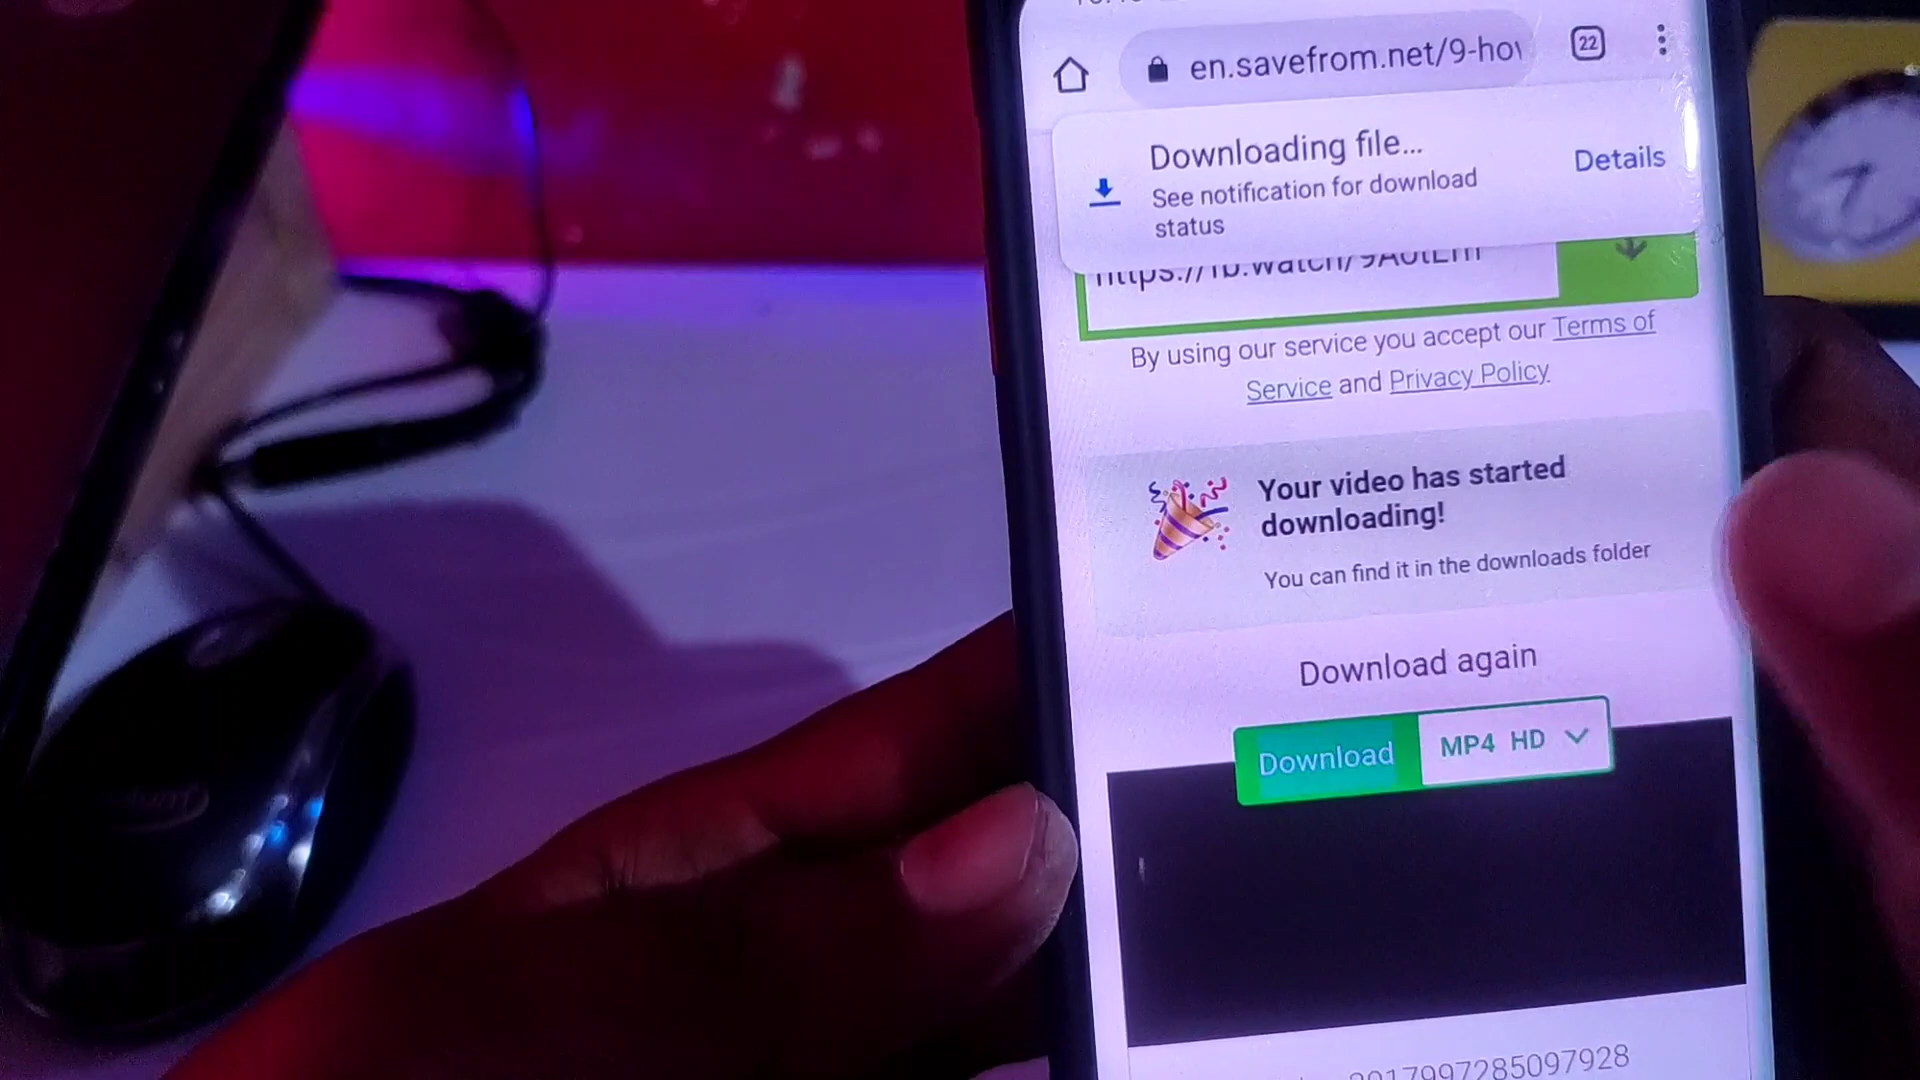 en.savefrom.net/9-ho
22
Downloading file...
Details
See notification for download
status
By using our service you accept our Terms of
Service and Privacy Policy.
Your video has started
downloading!
You can find it in the downloads folder
Download again
Download
MP4 HD